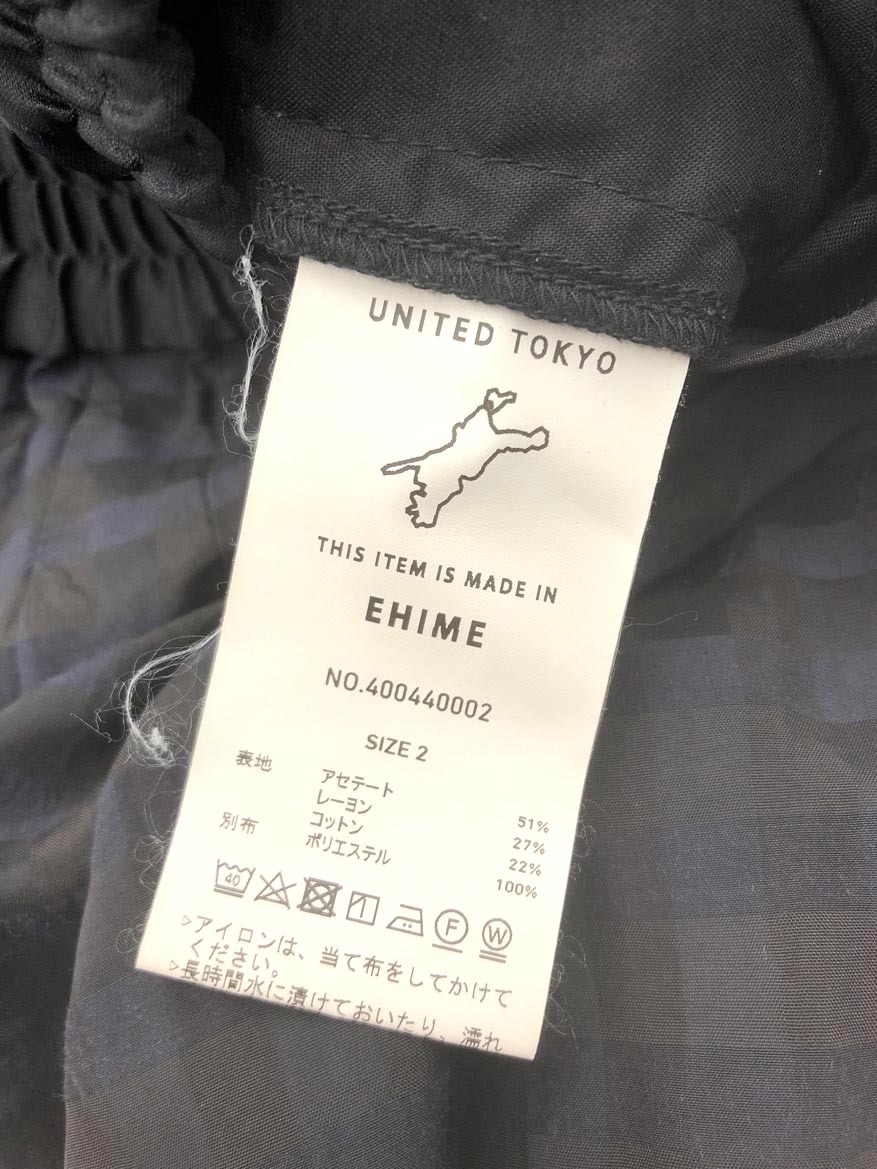 UNITED TOKYO
THIS ITEM IS MADE IN
EHIME
NO.400440002
SIZE 2
表地 アセテート 51%
レーヨン 27%
コットン 22%
別布 ポリエステル 100%
40
F W
▷アイロンは、当て布をしてかけて
ください。
▷長時間水に漬けておいたり、濡れ